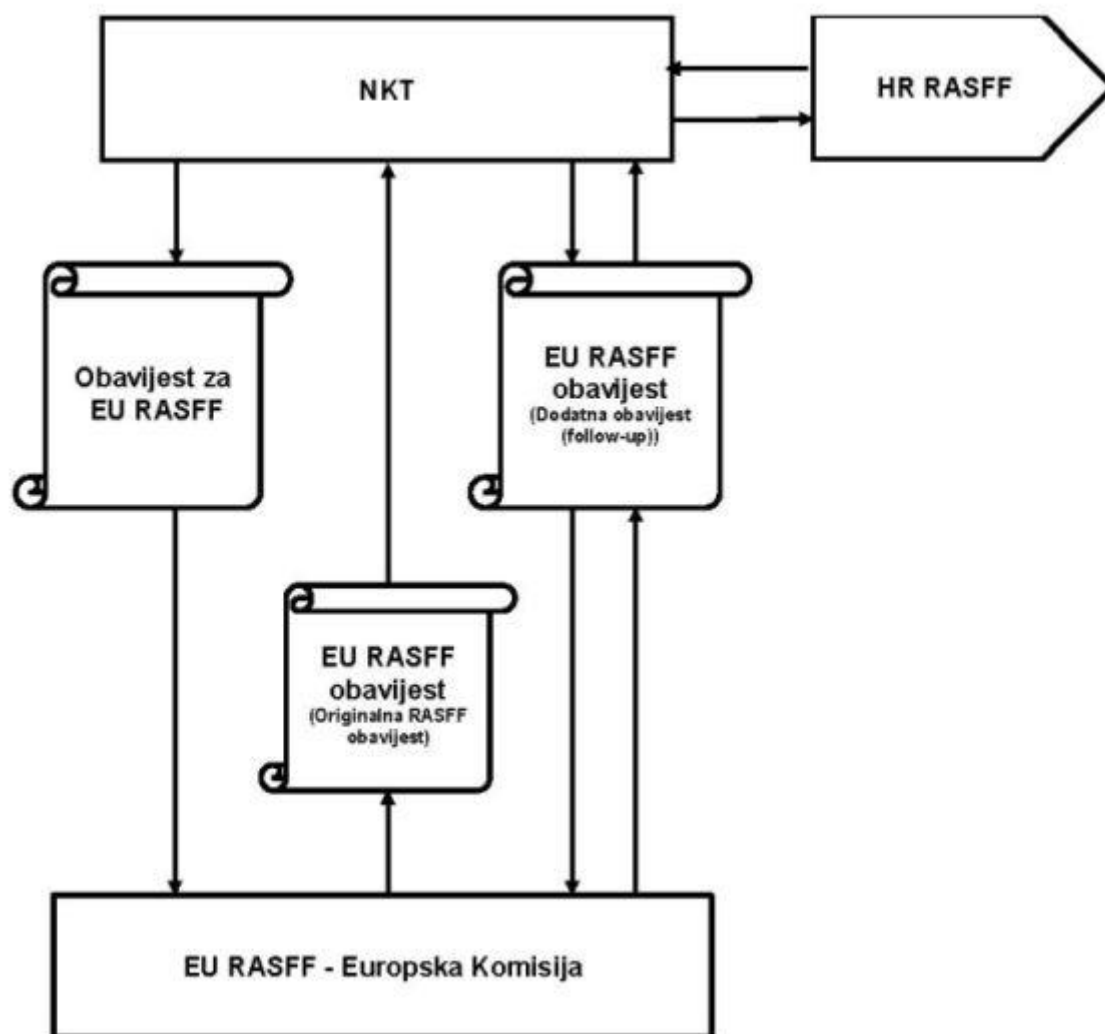 NKT
HR RASFF
Obavijest za
EU RASFF
EU RASFF
obavijest
(Dodatna obavijest
(follow-up))
EU RASFF
obavijest
(Originalna RASFF
obavijest)
EU RASFF - Europska Komisija